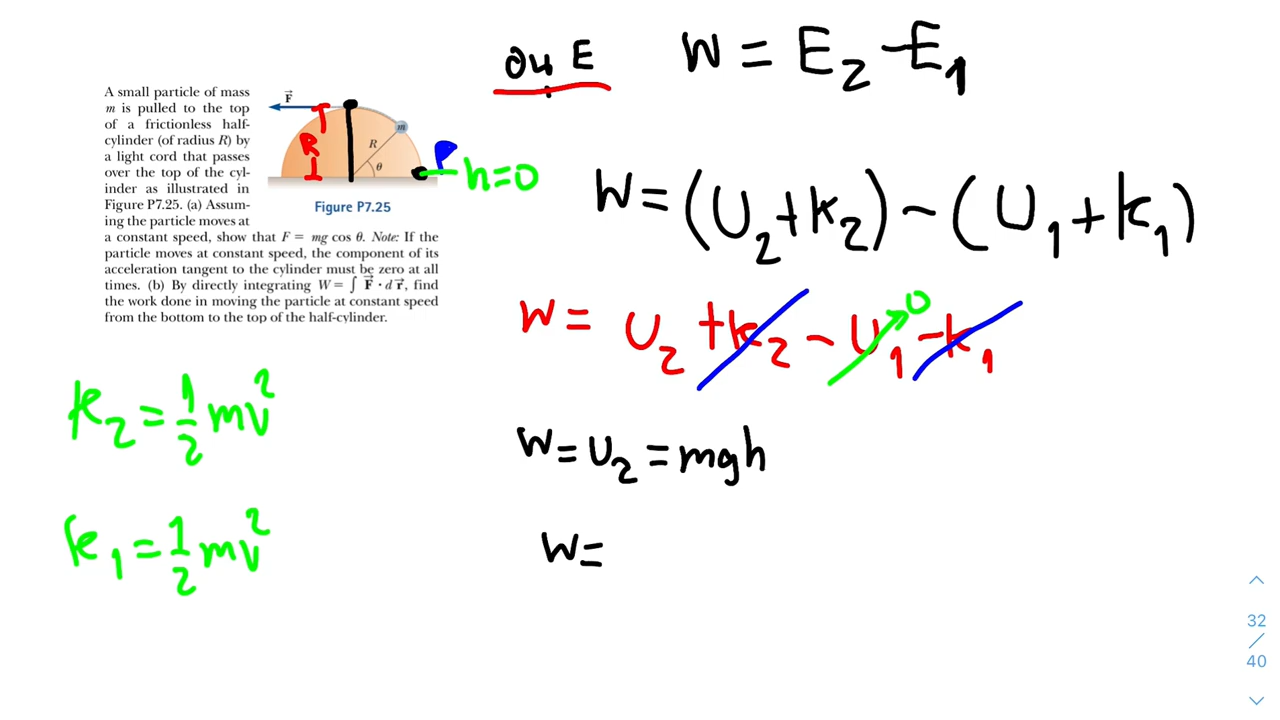 Ωμ E
W = E₂ - E₁
A small particle of mass
m is pulled to the top
of a frictionless half-
cylinder (of radius R) by
a light cord that passes
over the top of the cyl-
inder as illustrated in
Figure P7.25. (a) Assum-
ing the particle moves at
a constant speed, show that F = mg cos θ. Note: If the
particle moves at constant speed, the component of its
acceleration tangent to the cylinder must be zero at all
times. (b) By directly integrating W = ∫ F⃗ · d r⃗, find
the work done in moving the particle at constant speed
from the bottom to the top of the half-cylinder.
F⃗
m
R
R
θ
h=0
Figure P7.25
W = (U₂+k₂) - (U₁+k₁)
W = U₂ +k₂ - U₁ - k₁
0
k₂ = 1/2 mv²
W = U₂ = mgh
k₁ = 1/2 mv²
W =
32
/
40